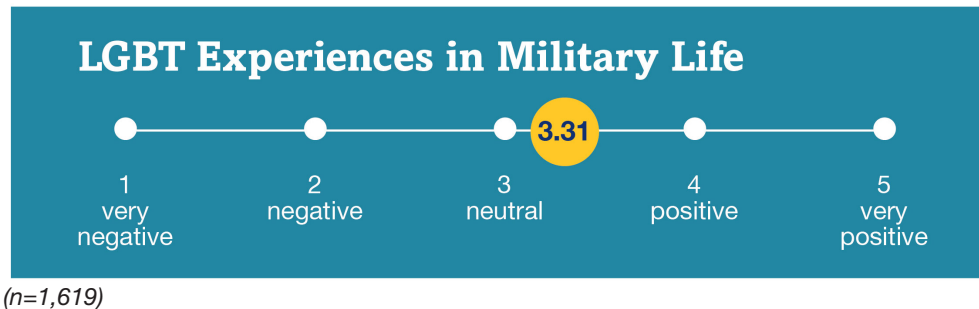 LGBT Experiences in Military Life
3.31
1 2 3 4 5
very negative neutral positive very
negative positive
(n=1,619)